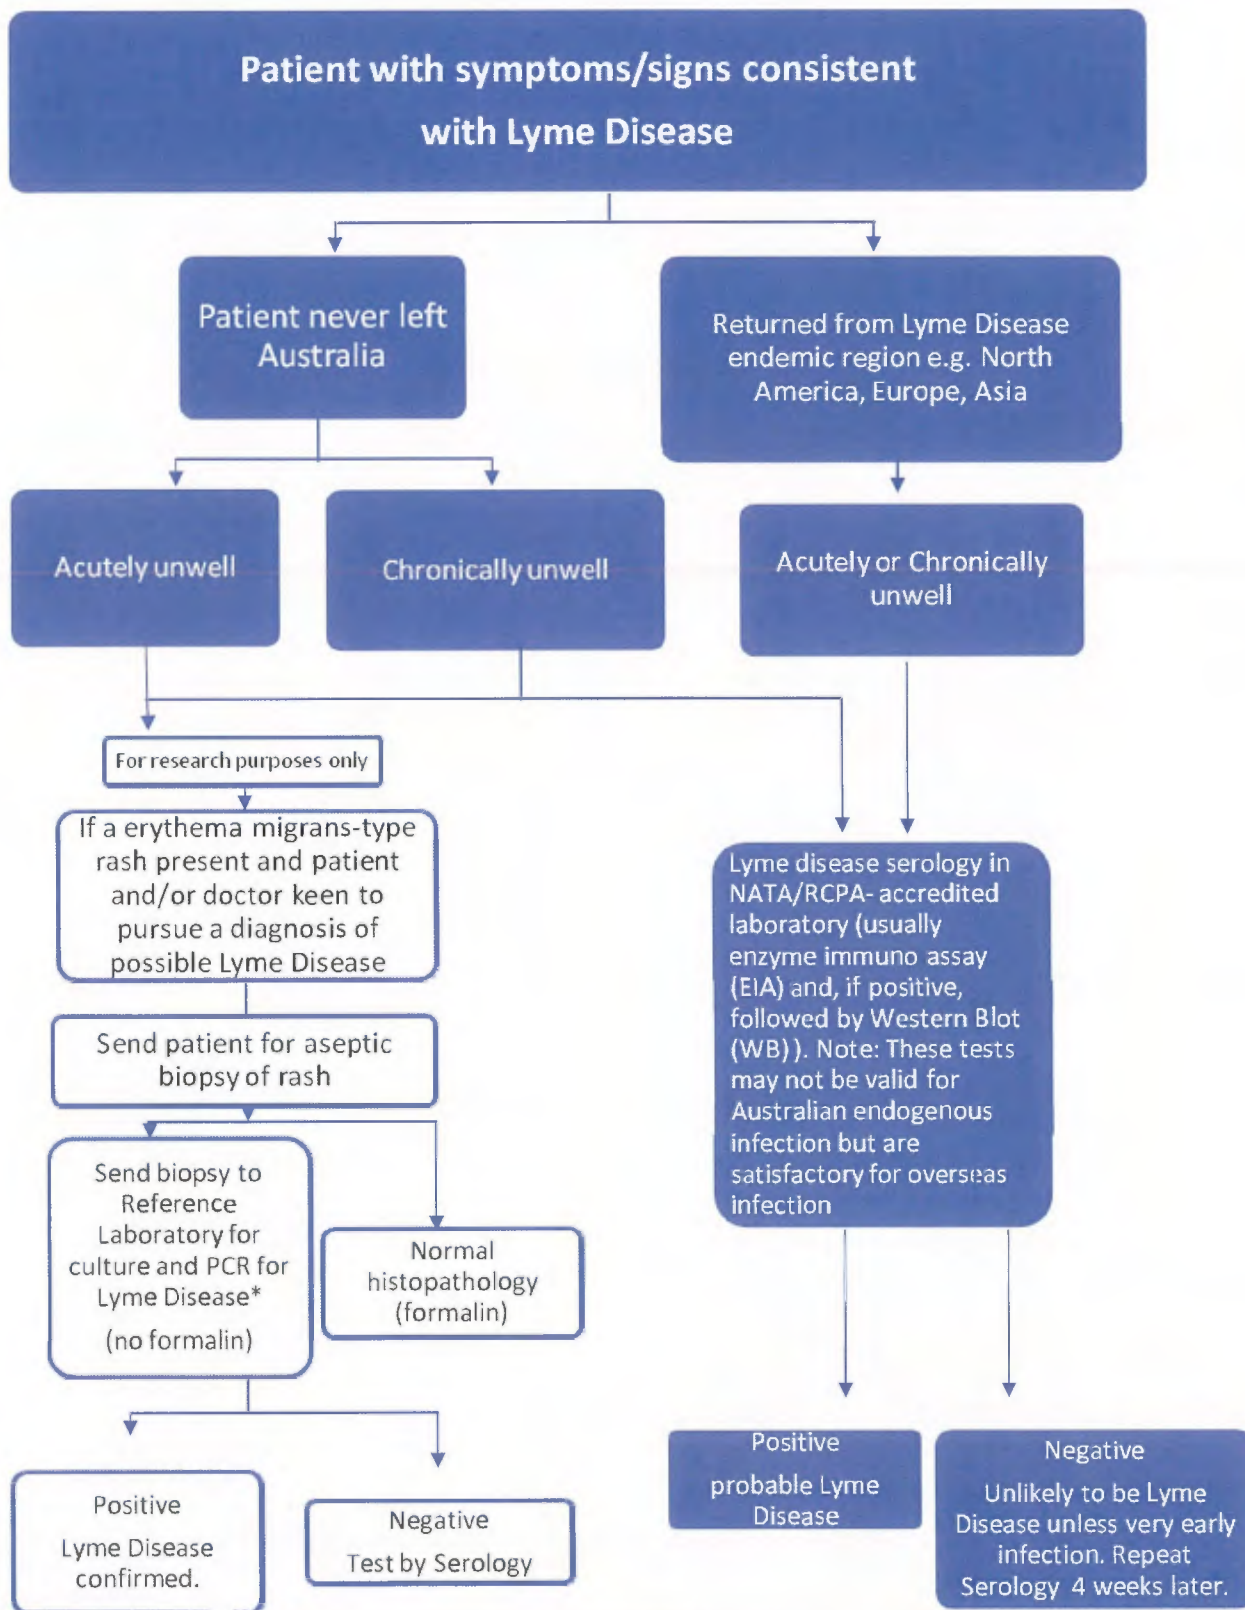 Patient with symptoms/signs consistent
with Lyme Disease
Patient never left
Australia
Returned from Lyme Disease
endemic region e.g. North
America, Europe, Asia
Acutely unwell
Chronically unwell
Acutely or Chronically
unwell
For research purposes only
If a erythema migrans-type
rash present and patient
and/or doctor keen to
pursue a diagnosis of
possible Lyme Disease
Send patient for aseptic
biopsy of rash
Send biopsy to
Reference
Laboratory for
culture and PCR for
Lyme Disease*
(no formalin)
Normal
histopathology
(formalin)
Positive
Lyme Disease
confirmed.
Negative
Test by Serology
Lyme disease serology in
NATA/RCPA- accredited
laboratory (usually
enzyme immuno assay
(EIA) and, if positive,
followed by Western Blot
(WB)). Note: These tests
may not be valid for
Australian endogenous
infection but are
satisfactory for overseas
infection
Positive
probable Lyme
Disease
Negative
Unlikely to be Lyme
Disease unless very early
infection. Repeat
Serology 4 weeks later.